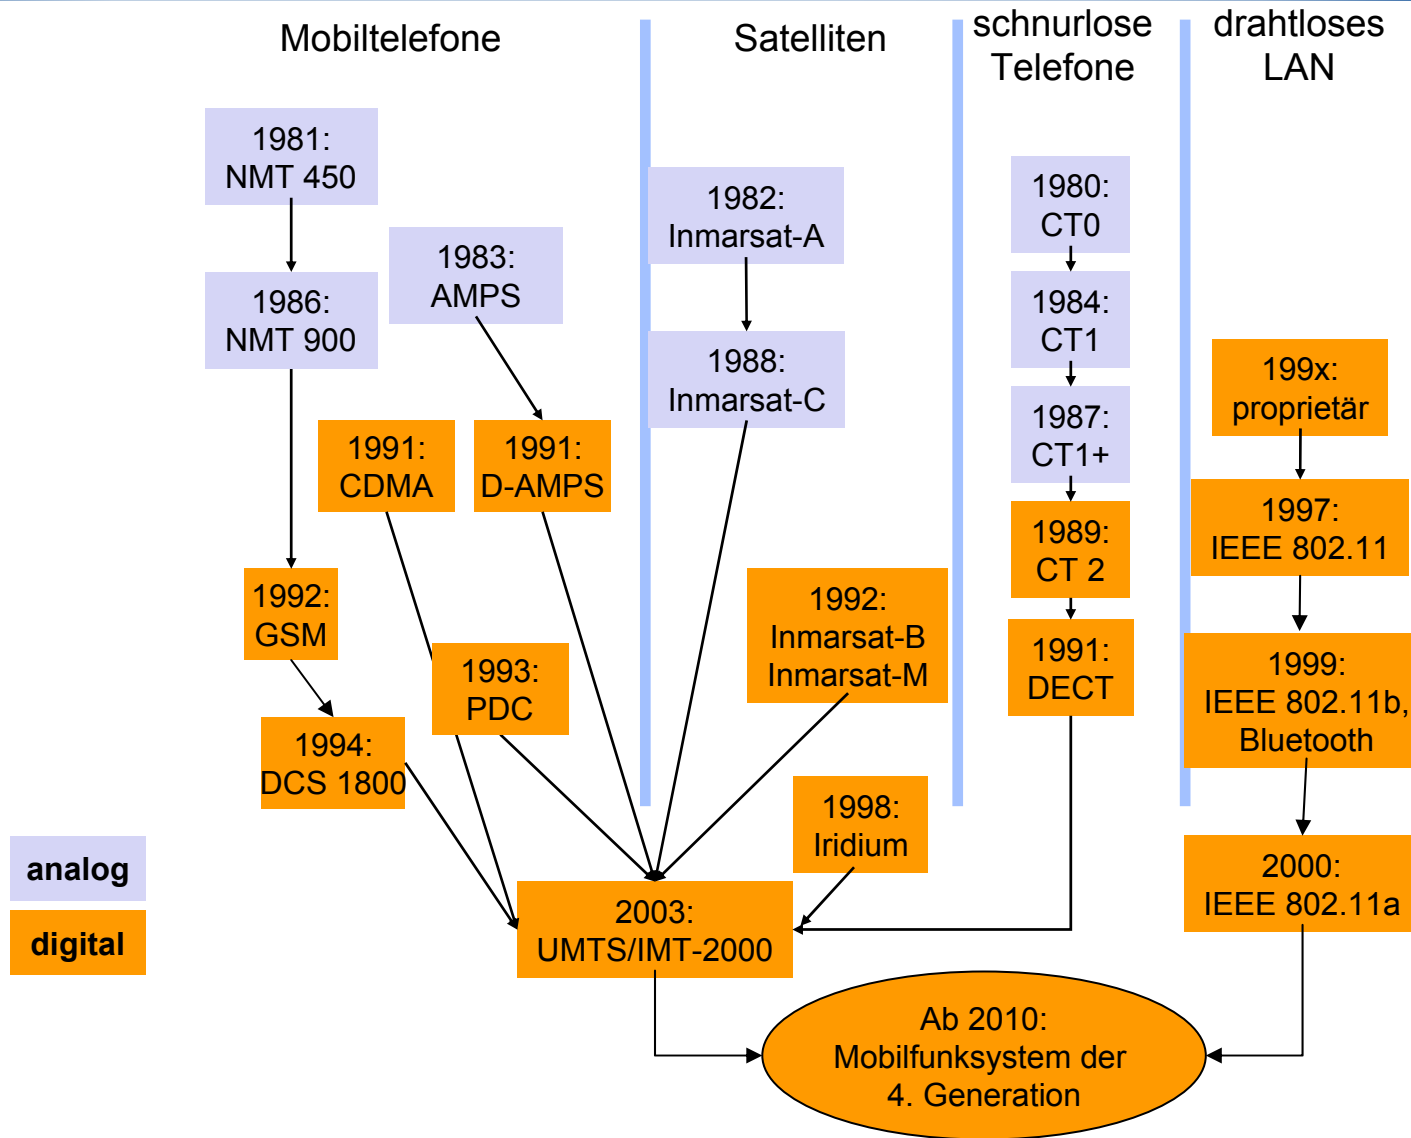 Mobiltelefone
Satelliten
schnurlose
Telefone
drahtloses
LAN
1981:
NMT 450
1986:
NMT 900
1983:
AMPS
1991:
CDMA
1991:
D-AMPS
1992:
GSM
1993:
PDC
1994:
DCS 1800
1982:
Inmarsat-A
1988:
Inmarsat-C
1992:
Inmarsat-B
Inmarsat-M
1998:
Iridium
1980:
CT0
1984:
CT1
1987:
CT1+
1989:
CT 2
1991:
DECT
199x:
proprietär
1997:
IEEE 802.11
1999:
IEEE 802.11b,
Bluetooth
2000:
IEEE 802.11a
analog
digital
2003:
UMTS/IMT-2000
Ab 2010:
Mobilfunksystem der
4. Generation